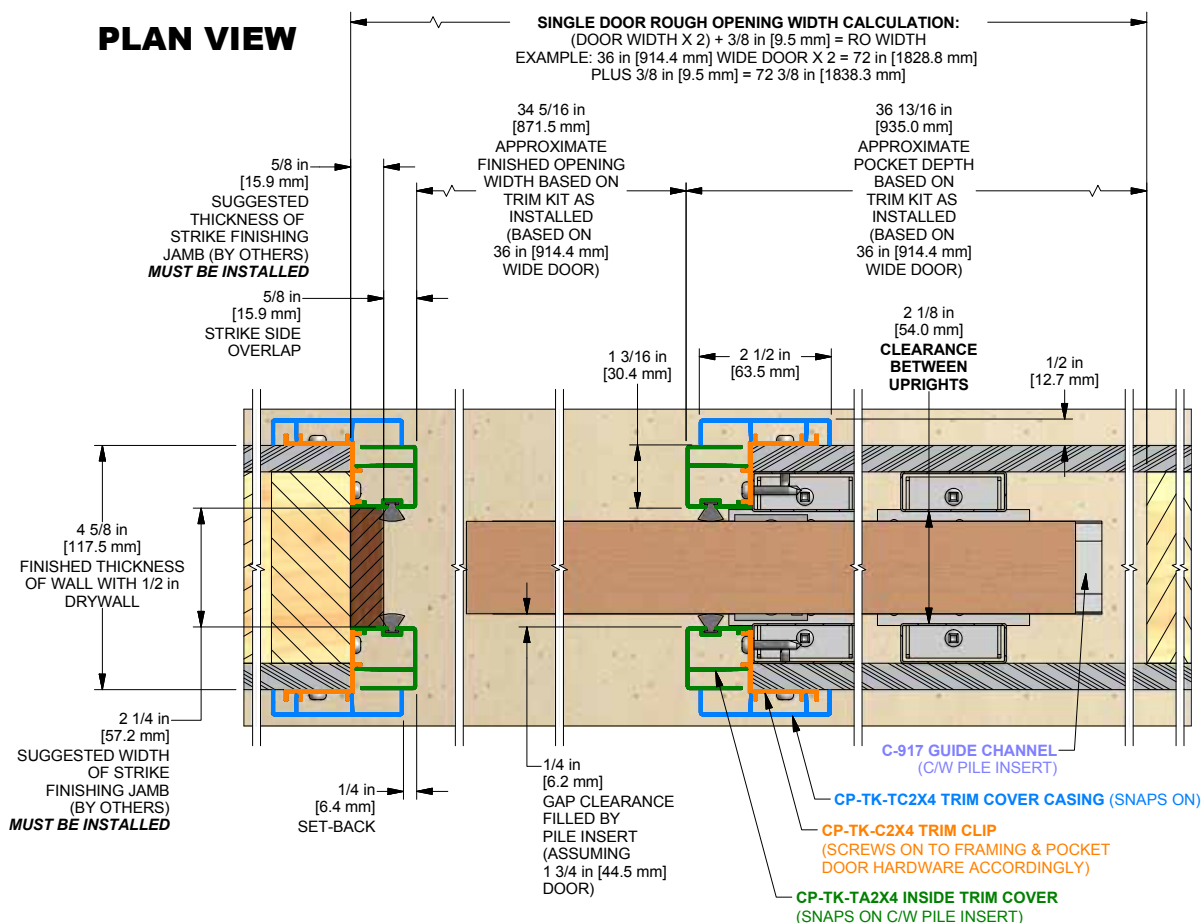 PLAN VIEW
SINGLE DOOR ROUGH OPENING WIDTH CALCULATION:
(DOOR WIDTH X 2) + 3/8 in [9.5 mm] = RO WIDTH
EXAMPLE: 36 in [914.4 mm] WIDE DOOR X 2 = 72 in [1828.8 mm]
PLUS 3/8 in [9.5 mm] = 72 3/8 in [1838.3 mm]
34 5/16 in
[871.5 mm]
APPROXIMATE
FINISHED OPENING
WIDTH BASED ON
TRIM KIT AS
INSTALLED
(BASED ON
36 in [914.4 mm]
WIDE DOOR)
36 13/16 in
[935.0 mm]
APPROXIMATE
POCKET DEPTH
BASED ON
TRIM KIT AS
INSTALLED
(BASED ON
36 in [914.4 mm]
WIDE DOOR)
5/8 in
[15.9 mm]
SUGGESTED
THICKNESS OF
STRIKE FINISHING
JAMB (BY OTHERS)
MUST BE INSTALLED
5/8 in
[15.9 mm]
STRIKE SIDE
OVERLAP
1 3/16 in
[30.4 mm]
2 1/2 in
[63.5 mm]
2 1/8 in
[54.0 mm]
CLEARANCE
BETWEEN
UPRIGHTS
1/2 in
[12.7 mm]
4 5/8 in
[117.5 mm]
FINISHED THICKNESS
OF WALL WITH 1/2 in
DRYWALL
2 1/4 in
[57.2 mm]
SUGGESTED WIDTH
OF STRIKE
FINISHING JAMB
(BY OTHERS)
MUST BE INSTALLED
1/4 in
[6.4 mm]
SET-BACK
1/4 in
[6.2 mm]
GAP CLEARANCE
FILLED BY
PILE INSERT
(ASSUMING
1 3/4 in [44.5 mm]
DOOR)
C-917 GUIDE CHANNEL
(C/W PILE INSERT)
CP-TK-TC2X4 TRIM COVER CASING (SNAPS ON)
CP-TK-C2X4 TRIM CLIP
(SCREWS ON TO FRAMING & POCKET
DOOR HARDWARE ACCORDINGLY)
CP-TK-TA2X4 INSIDE TRIM COVER
(SNAPS ON C/W PILE INSERT)